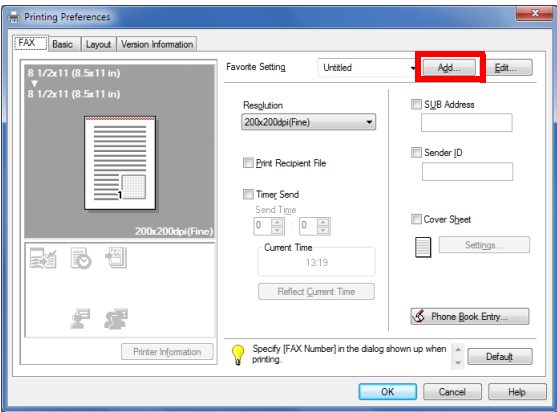 Printing Preferences
FAX Basic Layout Version Information
8 1/2x11 (8.5x11 in)
8 1/2x11 (8.5x11 in)
1
200x200dpi(Fine)
Printer Information
Favorite Setting Untitled Add... Edit...
Resolution
200x200dpi(Fine)
Print Recipient File
Timer Send
Send Time
0 : 0
Current Time
13:19
Reflect Current Time
SUB Address
Sender ID
Cover Sheet
Settings...
Phone Book Entry...
Specify [FAX Number] in the dialog shown up when
printing.
Default
OK Cancel Help